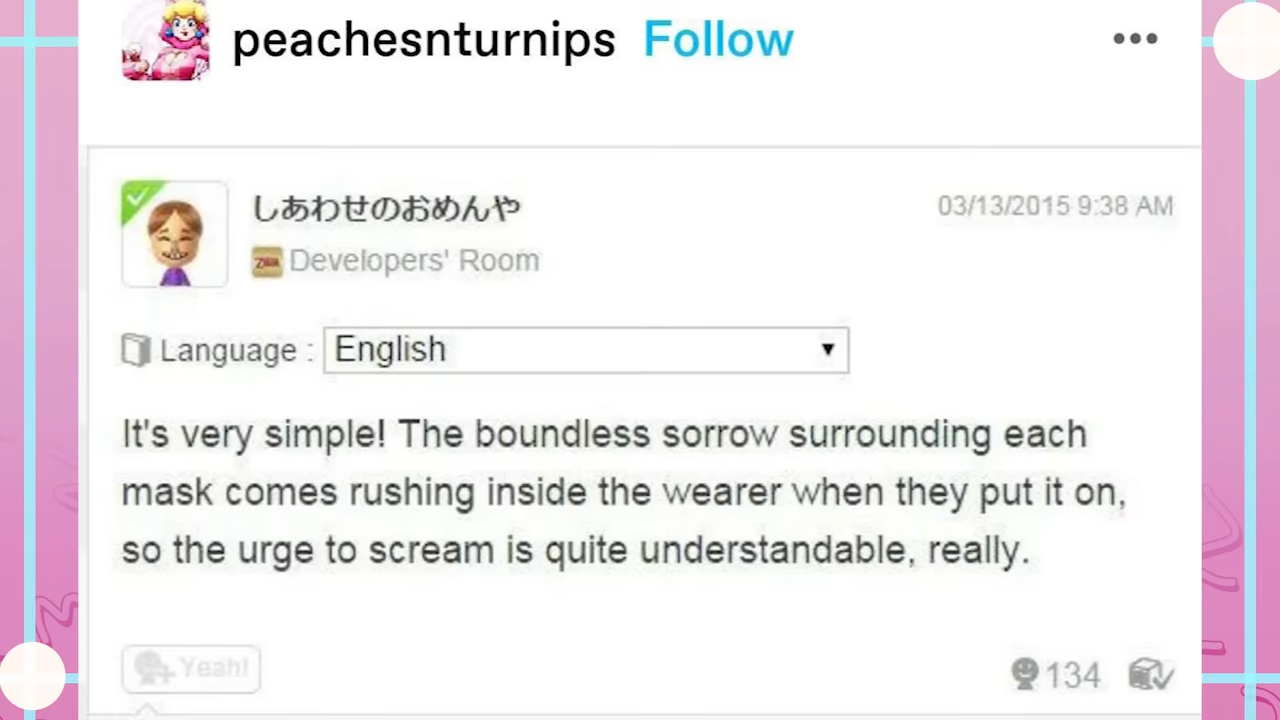 peachesnturnips Follow
しあわせのおめんや 03/13/2015 9:38 AM
Developers' Room
Language : English
It's very simple! The boundless sorrow surrounding each
mask comes rushing inside the wearer when they put it on,
so the urge to scream is quite understandable, really.
Yeah! 134